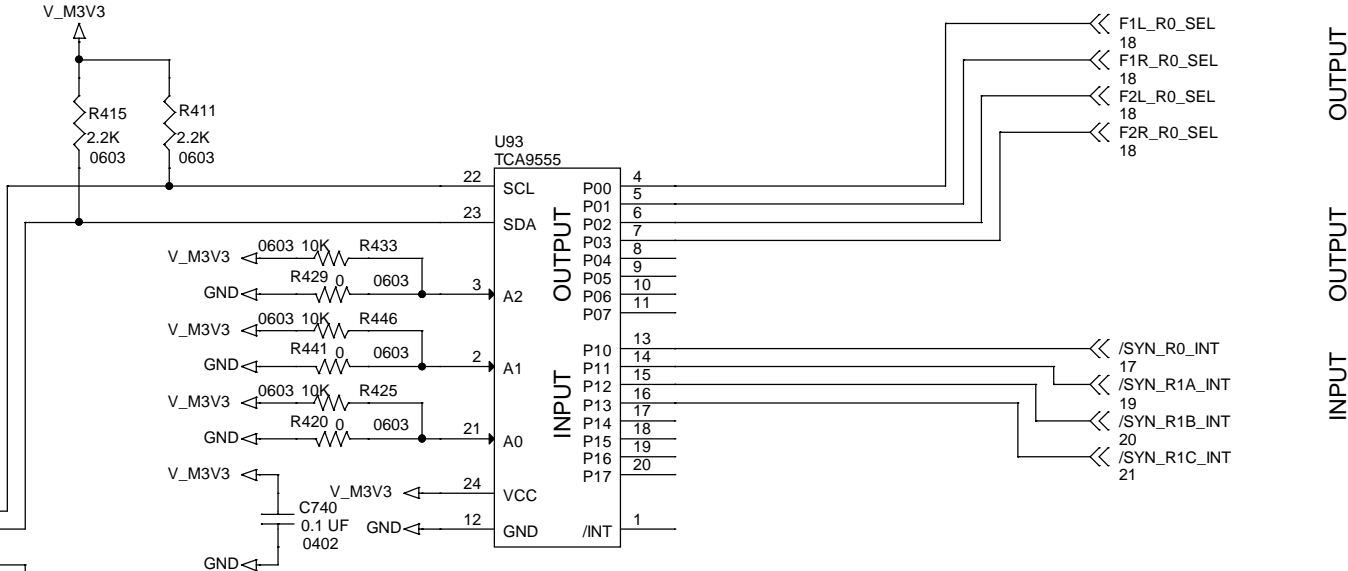 V_M3V3
R415
2.2K
0603
R411
2.2K
0603
U93
TCA9555
22
SCL
23
SDA
V_M3V3
0603 10K R433
GND
R429 0 0603
3
A2
V_M3V3
0603 10K R446
GND
R441 0 0603
2
A1
V_M3V3
0603 10K R425
GND
R420 0 0603
21
A0
V_M3V3
C740
0.1 UF
0402
GND
V_M3V3
24
VCC
GND
12
GND
OUTPUT
INPUT
P00
4
P01
5
P02
6
P03
7
P04
8
P05
9
P06
10
P07
11
P10
13
P11
14
P12
15
P13
16
P14
17
P15
18
P16
19
P17
20
/INT
1
F1L_R0_SEL
18
F1R_R0_SEL
18
F2L_R0_SEL
18
F2R_R0_SEL
18
/SYN_R0_INT
17
/SYN_R1A_INT
19
/SYN_R1B_INT
20
/SYN_R1C_INT
21
OUTPUT
OUTPUT
INPUT